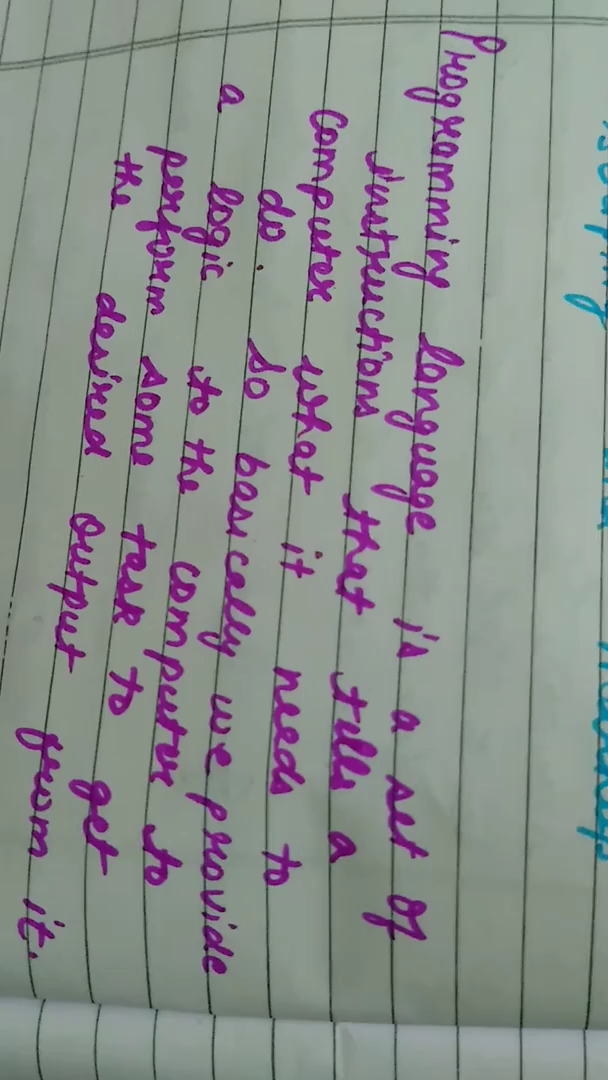 Programming language is a set of
instructions that tells a
computer what it needs to
do. so basically we provide
a logic to the computer to
perform some task to get
the desired output from it.